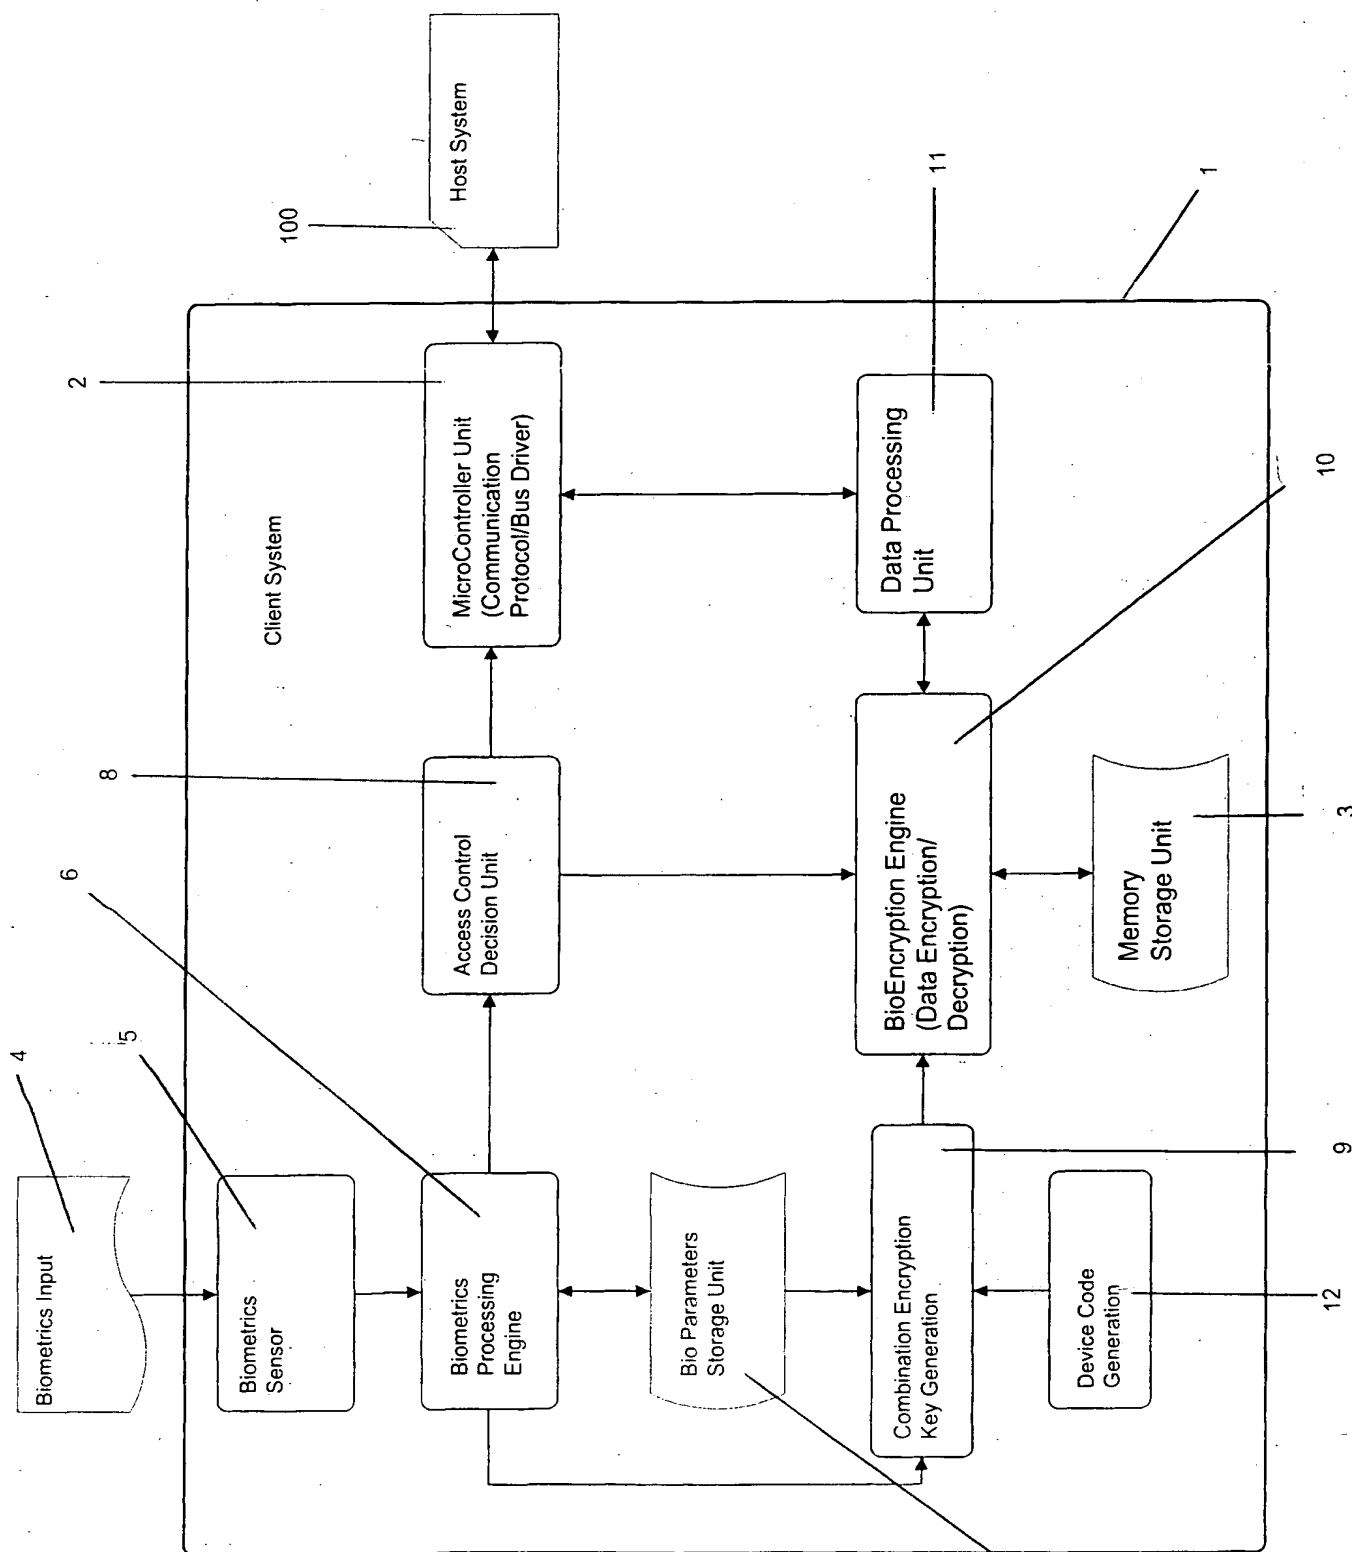 4
Biometrics Input
5
Biometrics
Sensor
6
Biometrics
Processing
Engine
8
Access Control
Decision Unit
Client System
2
MicroController Unit
(Communication
Protocol/Bus Driver)
100
Host System
Bio Parameters
Storage Unit
Combination Encryption
Key Generation
9
Device Code
Generation
12
BioEncryption Engine
(Data Encryption/
Decryption)
10
Memory
Storage Unit
3
Data Processing
Unit
11
1